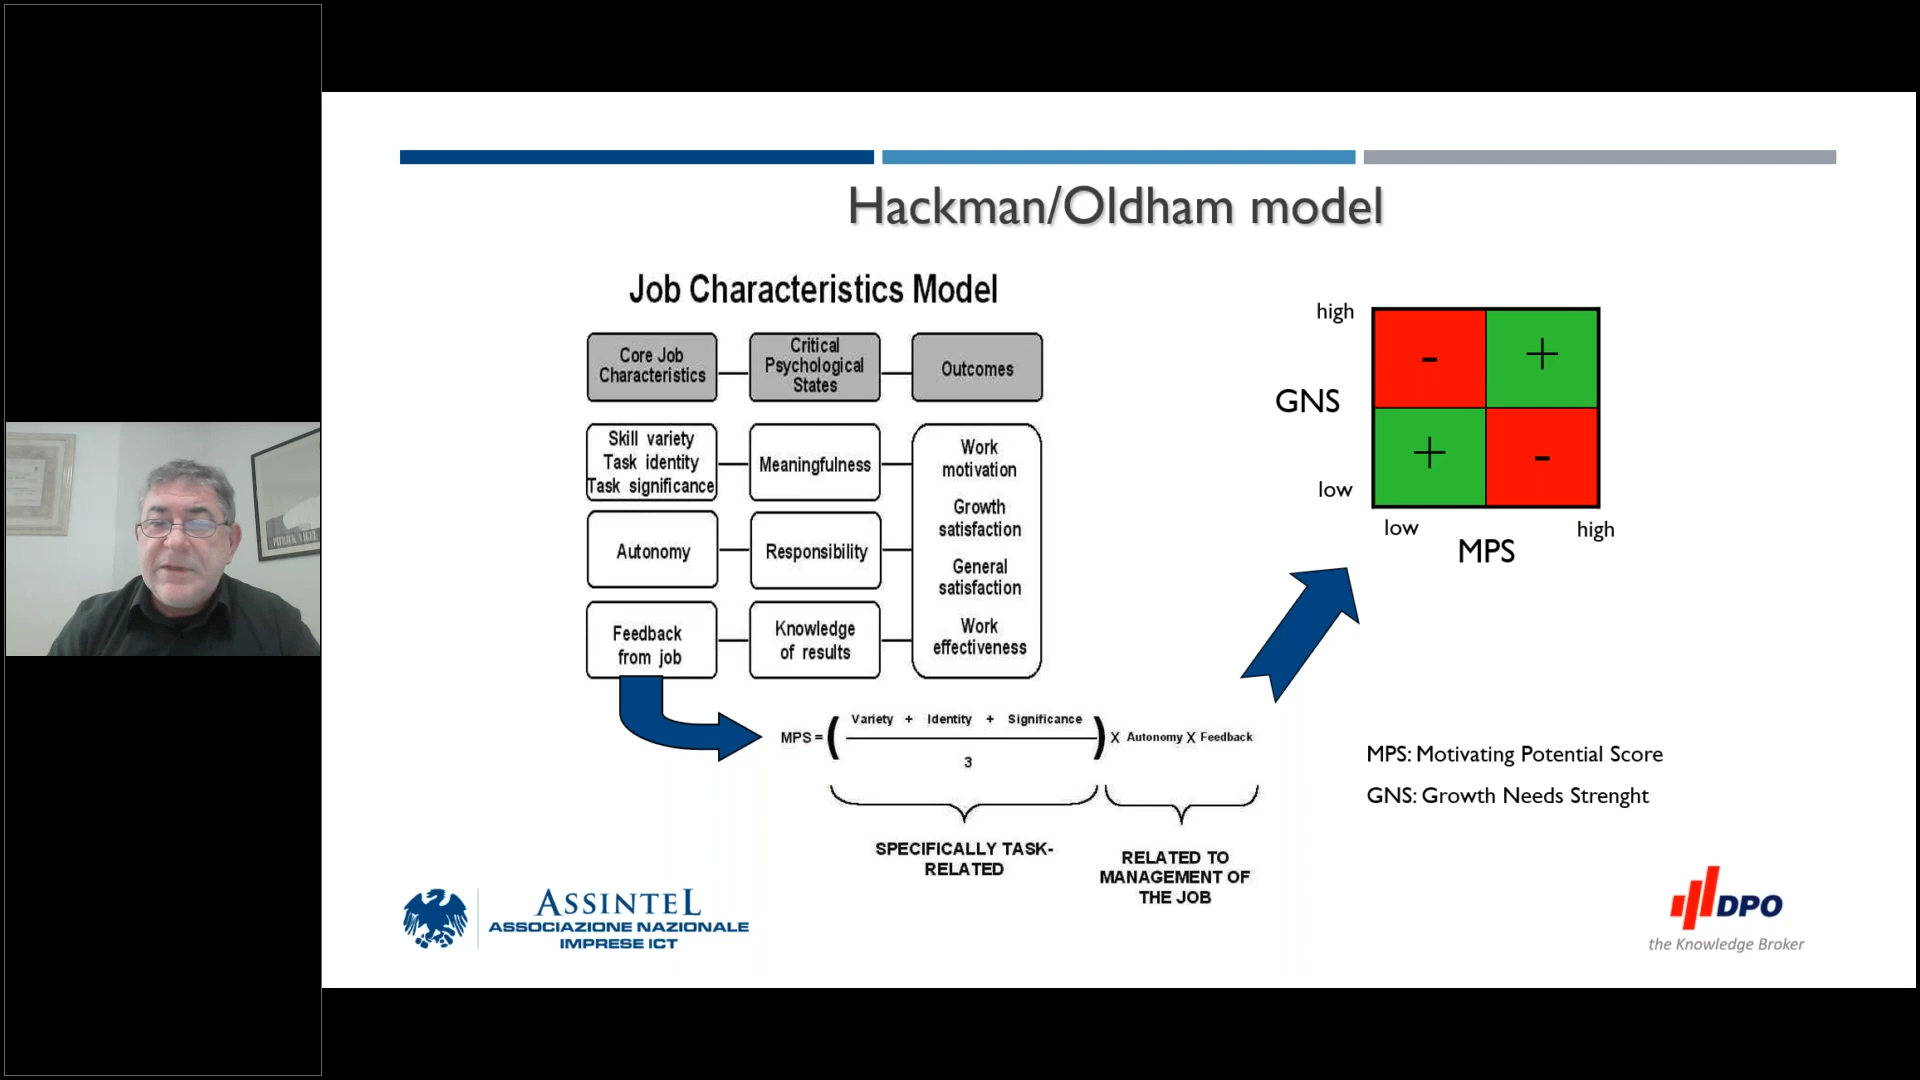 Hackman/Oldham model
Job Characteristics Model
Core Job
Characteristics
Critical
Psychological
States
Outcomes
Skill variety
Task identity
Task significance
Meaningfulness
Autonomy
Responsibility
Feedback
from job
Knowledge
of results
Work
motivation
Growth
satisfaction
General
satisfaction
Work
effectiveness
MPS = ( Variety + Identity + Significance ) X Autonomy X Feedback
3
SPECIFICALLY TASK-
RELATED
RELATED TO
MANAGEMENT OF
THE JOB
high
- +
GNS
+ -
low
low high
MPS
MPS: Motivating Potential Score
GNS: Growth Needs Strenght
ASSINTEL
ASSOCIAZIONE NAZIONALE
IMPRESE ICT
DPO
the Knowledge Broker
PATRICK NAGEL